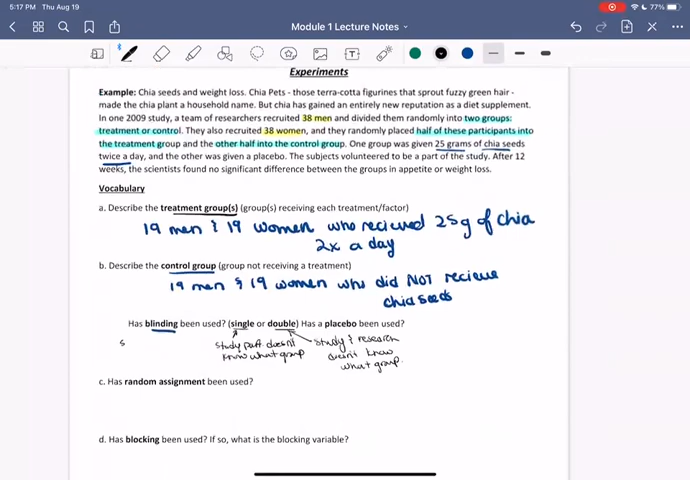 5:17 PM Thu Aug 19
77%
Module 1 Lecture Notes
Experiments
Example: Chia seeds and weight loss. Chia Pets - those terra-cotta figurines that sprout fuzzy green hair -
made the chia plant a household name. But chia has gained an entirely new reputation as a diet supplement.
In one 2009 study, a team of researchers recruited 38 men and divided them randomly into two groups:
treatment or control. They also recruited 38 women, and they randomly placed half of these participants into
the treatment group and the other half into the control group. One group was given 25 grams of chia seeds
twice a day, and the other was given a placebo. The subjects volunteered to be a part of the study. After 12
weeks, the scientists found no significant difference between the groups in appetite or weight loss.
Vocabulary
a. Describe the treatment group(s) (group(s) receiving each treatment/factor)
19 men & 19 women who recieved 25g of chia
2x a day
b. Describe the control group (group not receiving a treatment)
19 men & 19 women who did NOT recieve
chia seeds
Has blinding been used? (single or double) Has a placebo been used?
s
study part doesn't
know what group
study & research
doesn't know
what group
c. Has random assignment been used?
d. Has blocking been used? If so, what is the blocking variable?